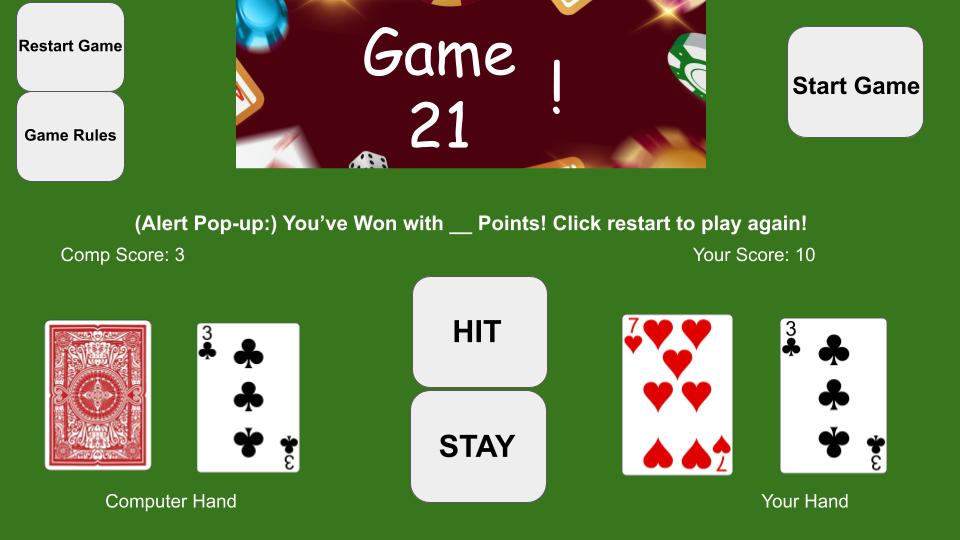 Restart Game
Game Rules
Game
21
!
Start Game
(Alert Pop-up:) You’ve Won with __ Points! Click restart to play again!
Comp Score: 3
Your Score: 10
HIT
STAY
3
3
7
7
3
3
Computer Hand
Your Hand